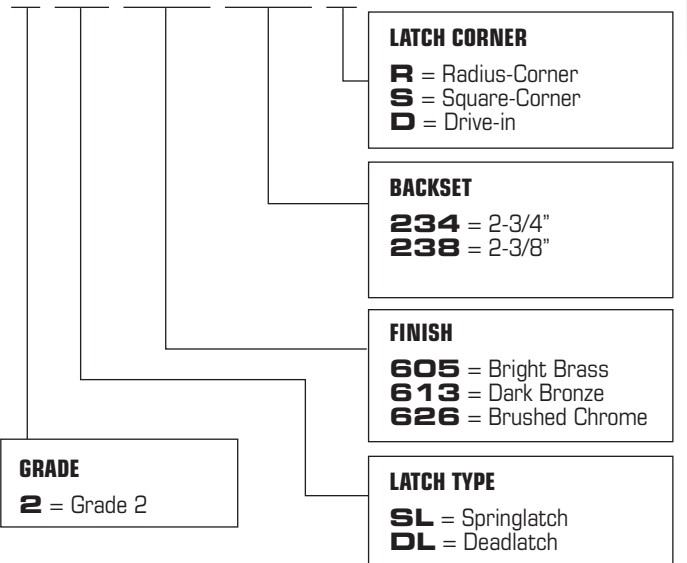 LATCH CORNER
R = Radius-Corner
S = Square-Corner
D = Drive-in
BACKSET
234 = 2-3/4”
238 = 2-3/8”
FINISH
605 = Bright Brass
613 = Dark Bronze
626 = Brushed Chrome
GRADE
2 = Grade 2
LATCH TYPE
SL = Springlatch
DL = Deadlatch